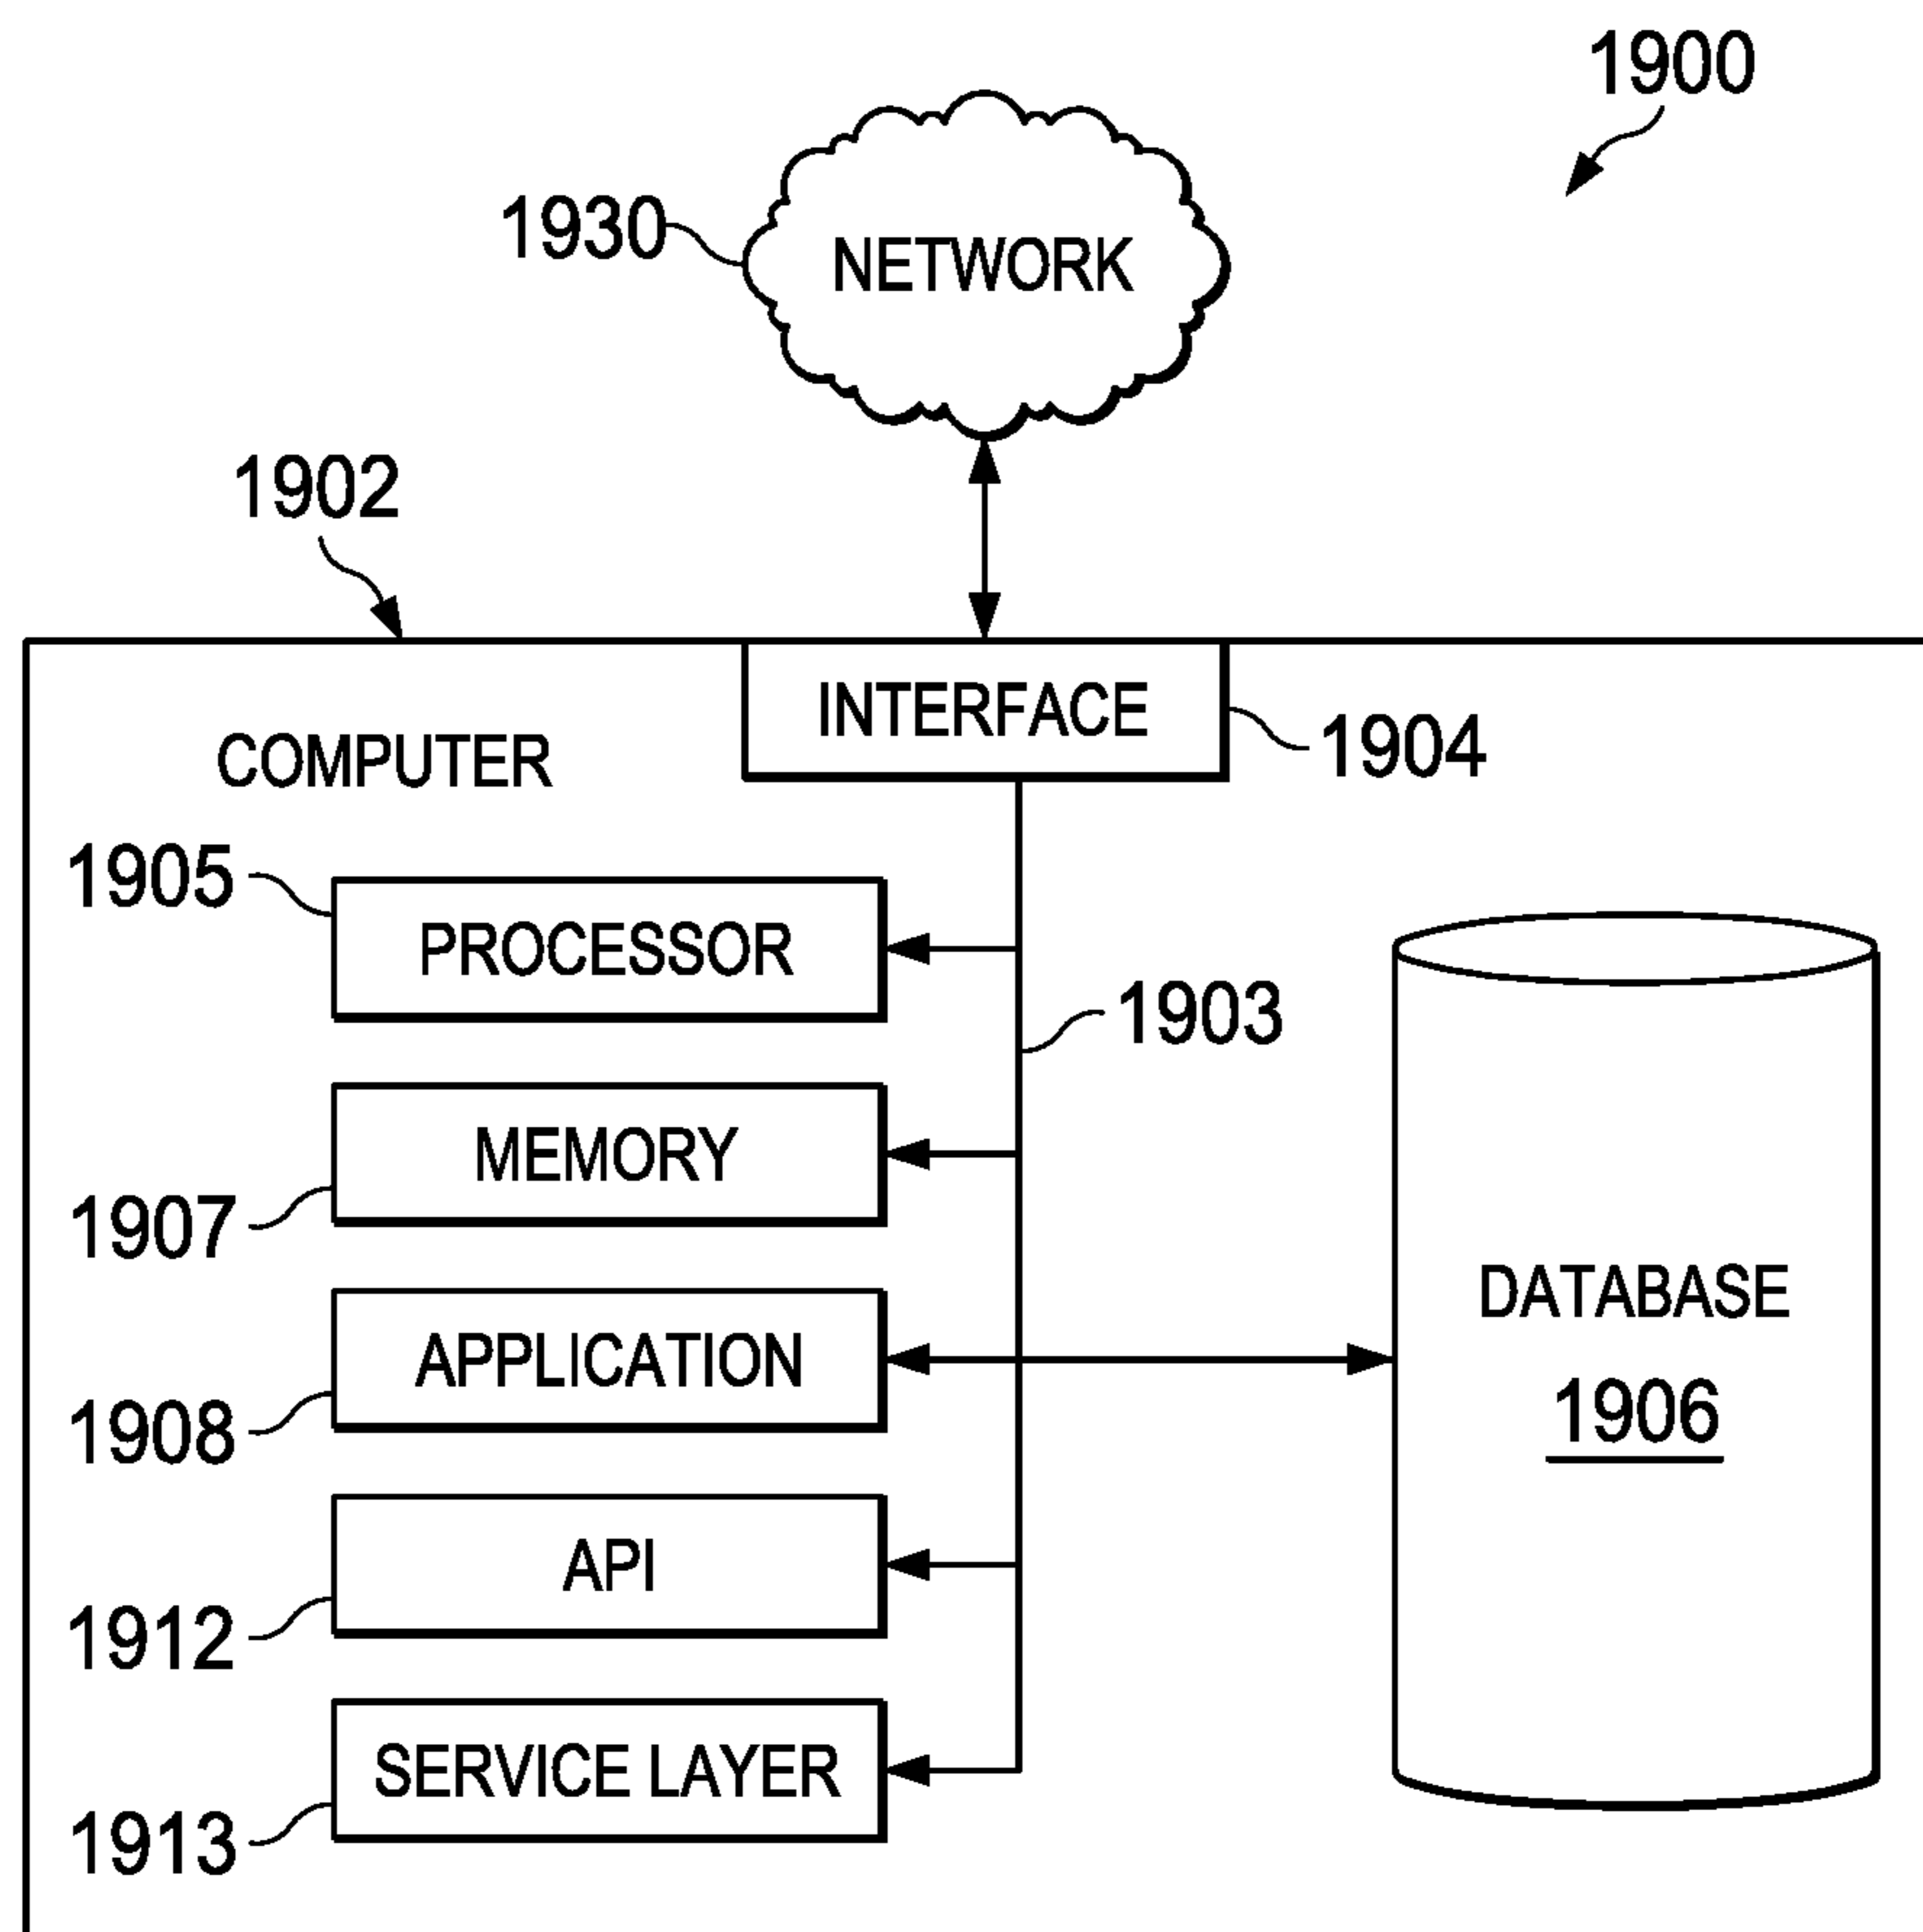 1900
1930
NETWORK
1902
INTERFACE
1904
COMPUTER
1905
PROCESSOR
1903
MEMORY
1907
DATABASE
1906
APPLICATION
1908
API
1912
SERVICE LAYER
1913